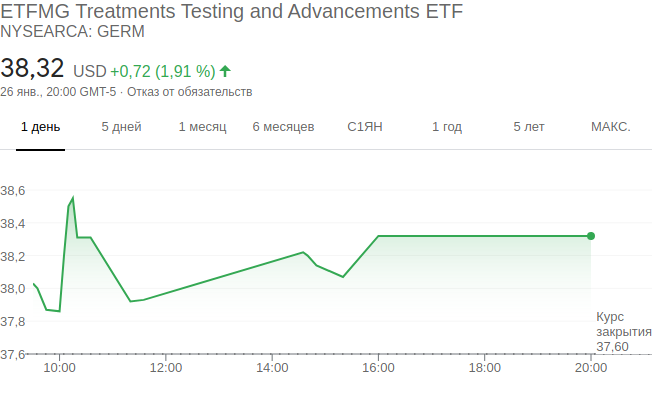 ETFMG Treatments Testing and Advancements ETF
NYSEARCA: GERM
38,32 USD +0,72 (1,91 %)
26 янв., 20:00 GMT-5 · Отказ от обязательств
1 день 5 дней 1 месяц 6 месяцев С1ЯН 1 год 5 лет МАКС.
38,6
38,4
38,2
38,0
37,8
37,6
Курс
закрытия
37,60
10:00 12:00 14:00 16:00 18:00 20:00